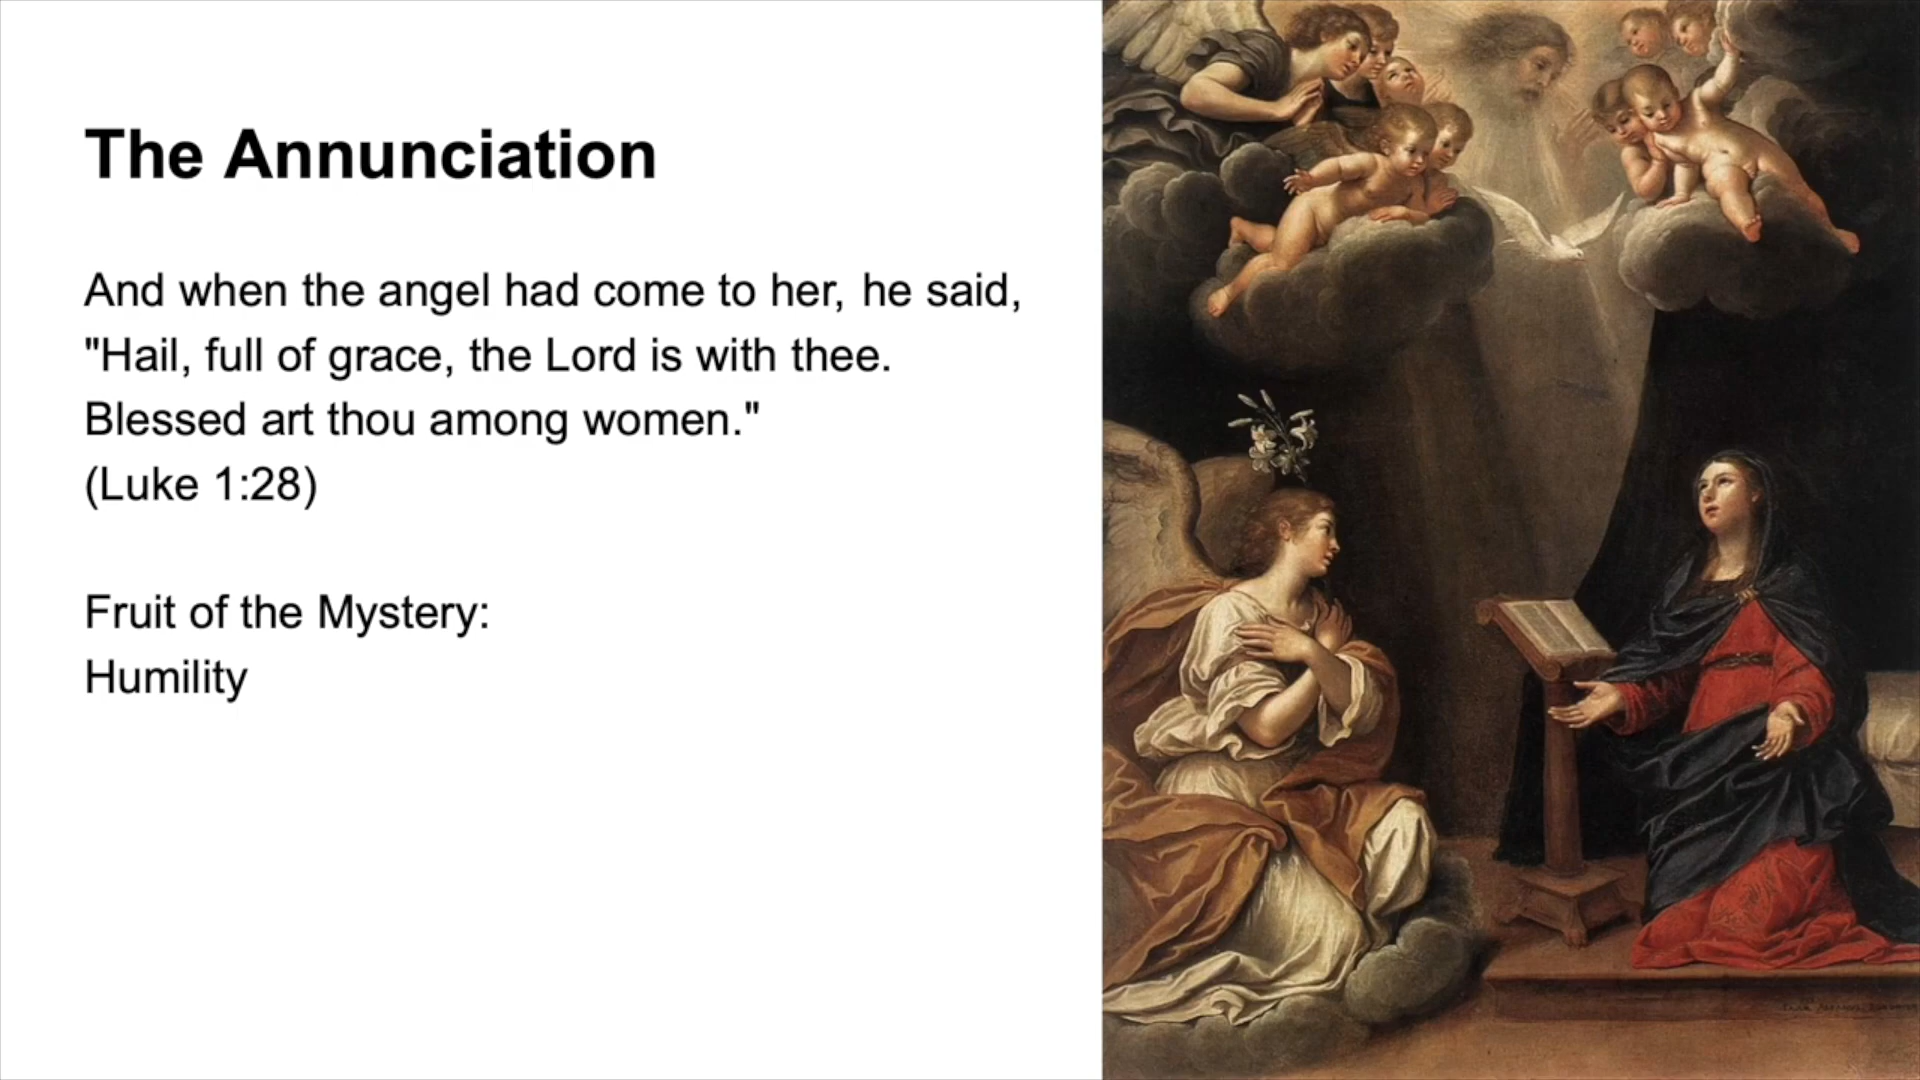 The Annunciation
And when the angel had come to her, he said,
"Hail, full of grace, the Lord is with thee.
Blessed art thou among women."
(Luke 1:28)
Fruit of the Mystery:
Humility